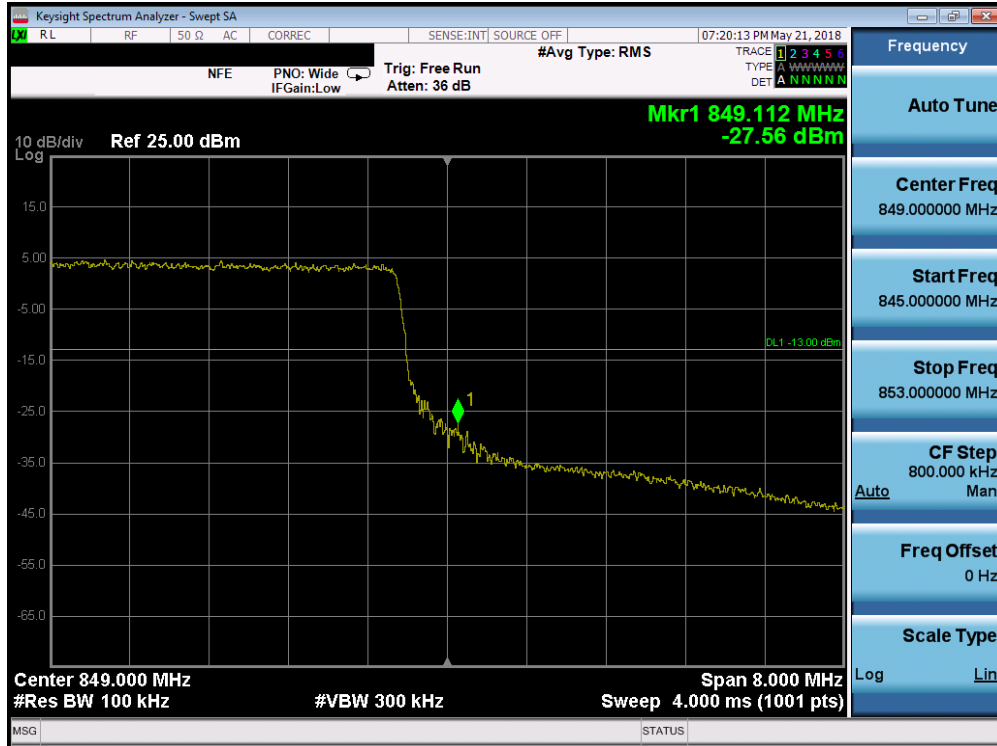 Keysight Spectrum Analyzer - Swept SA
LXI RL RF 50 Ω AC CORREC SENSE:INT SOURCE OFF 07:20:13 PM May 21, 2018
#Avg Type: RMS
TRACE 1 2 3 4 5 6
TYPE A WWWWW
DET A N N N N N
NFE
PNO: Wide
IFGain:Low
Trig: Free Run
Atten: 36 dB
Mkr1 849.112 MHz
-27.56 dBm
10 dB/div
Log
Ref 25.00 dBm
15.0
5.00
-5.00
DL1 -13.00 dBm
-15.0
-25.0
1
-35.0
-45.0
-55.0
-65.0
Center 849.000 MHz
Span 8.000 MHz
#Res BW 100 kHz
#VBW 300 kHz
Sweep 4.000 ms (1001 pts)
MSG
STATUS
Frequency
Auto Tune
Center Freq
849.000000 MHz
Start Freq
845.000000 MHz
Stop Freq
853.000000 MHz
CF Step
800.000 kHz
Auto Man
Freq Offset
0 Hz
Scale Type
Log Lin